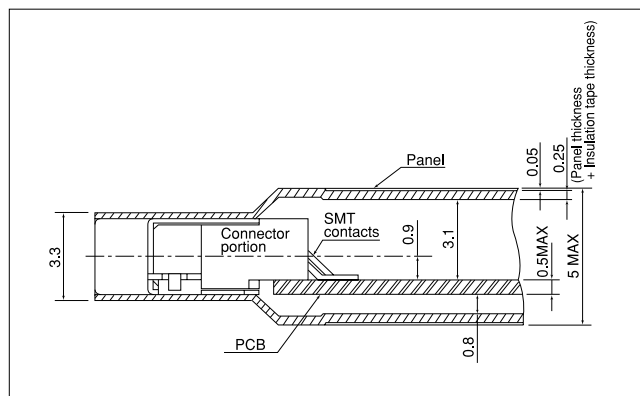 Panel
0.05
0.25
(Panel thickness
+ Insulation tape thickness)
Connector
portion
SMT
contacts
3.3
0.9
3.1
0.5MAX
5 MAX
PCB
0.8